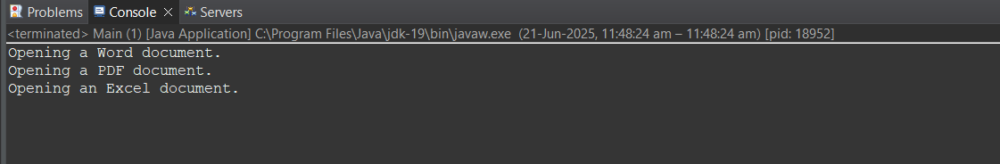 Problems Console Servers
<terminated> Main (1) [Java Application] C:\Program Files\Java\jdk-19\bin\javaw.exe (21-Jun-2025, 11:48:24 am – 11:48:24 am) [pid: 18952]
Opening a Word document.
Opening a PDF document.
Opening an Excel document.